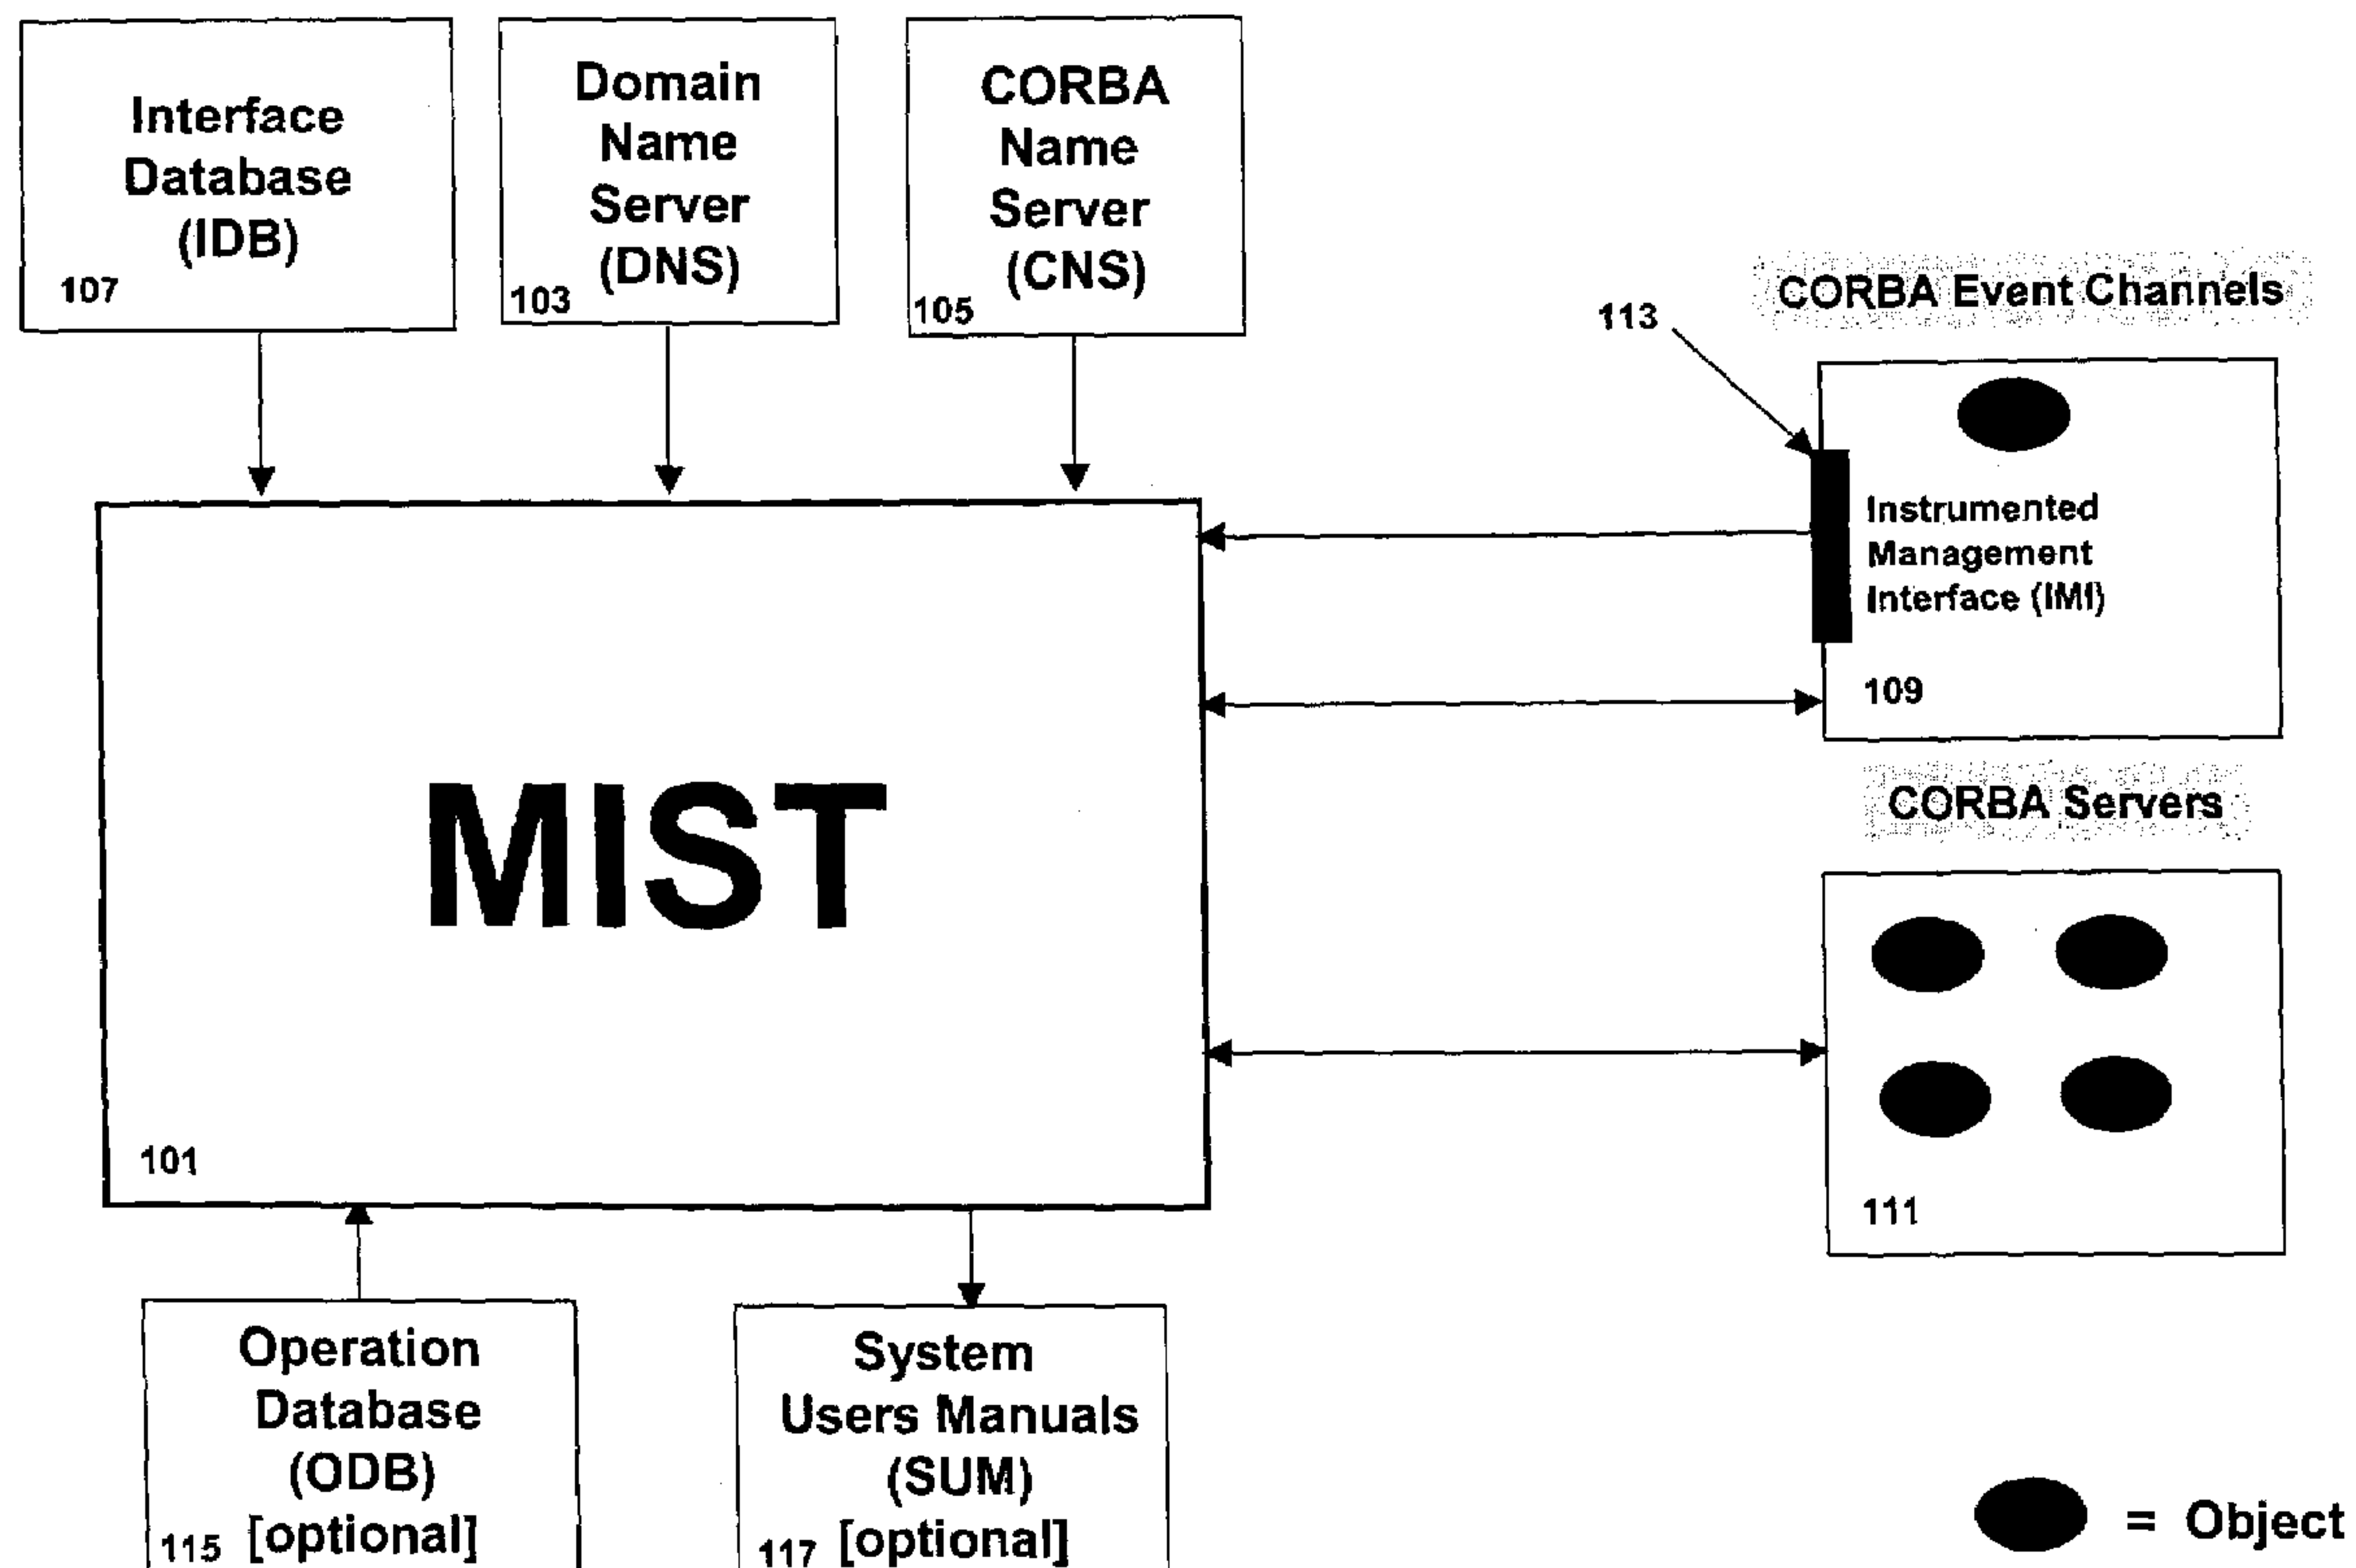 Interface
Database
(IDB)
107
Domain
Name
Server
(DNS)
103
CORBA
Name
Server
(CNS)
105
CORBA Event Channels
113
Instrumented
Management
Interface (IMI)
109
MIST
101
CORBA Servers
111
Operation
Database
(ODB)
115 [optional]
System
Users Manuals
(SUM)
117 [optional]
= Object